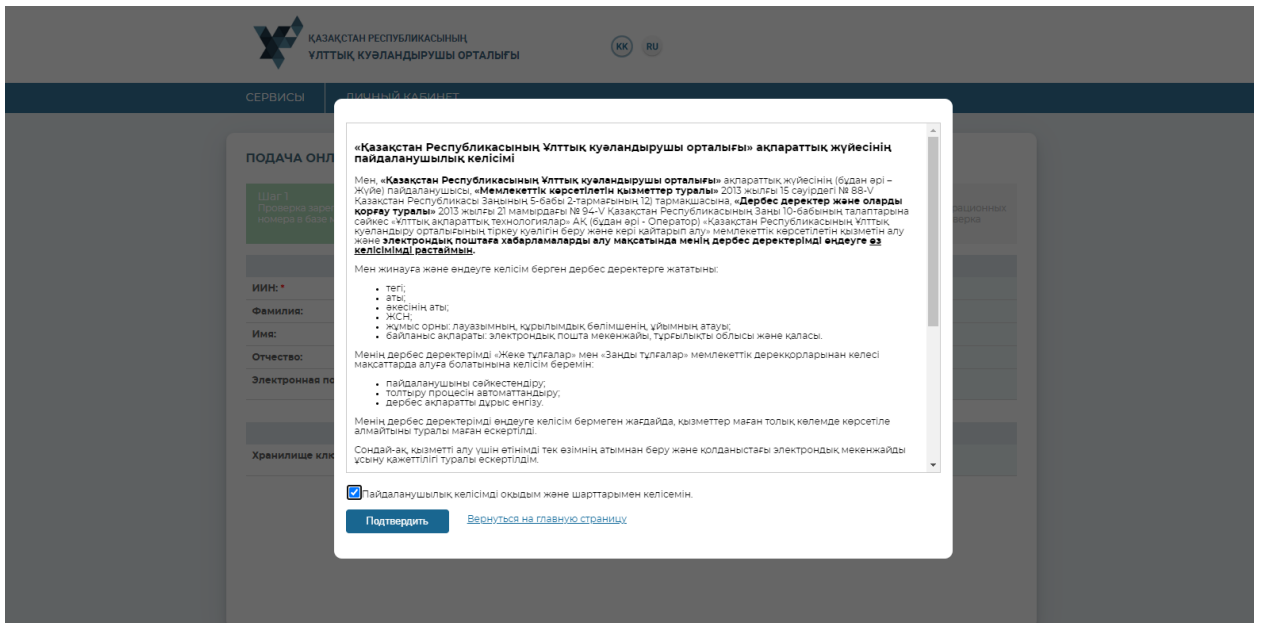 ҚАЗАҚСТАН РЕСПУБЛИКАСЫНЫҢ
ҰЛТТЫҚ КУӘЛАНДЫРУШЫ ОРТАЛЫҒЫ
KK RU
СЕРВИСЫ ЛИЧНЫЙ КАБИНЕТ
ПОДАЧА ОНЛ
Шаг 1
«Қазақстан Республикасының Ұлттық куәландырушы орталығы» ақпараттық жүйесінің
пайдаланушылық келісімі
Мен, «Қазақстан Республикасының Ұлттық куәландырушы орталығы» ақпараттық жүйесінің (бұдан әрі –
Жүйе) пайдаланушысы, «Мемлекеттік көрсетілетін қызметтер туралы» 2013 жылғы 15 сәуірдегі № 88-V
Қазақстан Республикасы Заңының 5-бабы 2-тармағының 12) тармақшасына, «Дербес деректер және оларды
қорғау туралы» 2013 жылғы 21 мамырдағы № 94-V Қазақстан Республикасының Заңы 10-бабының талаптарына
сәйкес «Ұлттық ақпараттық технологиялар» АҚ (бұдан әрі - Оператор) «Қазақстан Республикасының Ұлттық
куәландыру орталығының тіркеу куәлігін беру және кері қайтарып алу» мемлекеттік көрсетілетін қызметін алу
және электрондық поштаға хабарламаларды алу мақсатында менің дербес деректерімді өңдеуге өз
келісімімді растаймын.
Мен жинауға және өңдеуге келісім берген дербес деректерге жататыны:
• тегі;
• аты;
• әкесінің аты;
• ЖСН;
• жұмыс орны: лауазымның, құрылымдық бөлімшенің, ұйымның атауы;
• байланыс ақпараты: электрондық пошта мекенжайы, тұрғылықты облысы және қаласы.
Менің дербес деректерімді «Жеке тұлғалар» мен «Заңды тұлғалар» мемлекеттік дерекқорларынан келесі
мақсаттарда алуға болатынына келісім беремін:
• пайдаланушыны сәйкестендіру;
• толтыру процесін автоматтандыру;
• дербес ақпаратты дұрыс енгізу.
Менің дербес деректерімді өңдеуге келісім бермеген жағдайда, қызметтер маған толық көлемде көрсетіле
алмайтыны туралы маған ескертілді.
Сондай-ақ, қызметті алу үшін өтінімді тек өзімнің атымнан беру және қолданыстағы электрондық мекенжайды
ұсыну қажеттілігі туралы ескертілдім.
ИИН: *
Фамилия:
Имя:
Отчество:
Электронная по
Хранилище клю
Пайдаланушылық келісімді оқыдым және шарттарымен келісемін.
Подтвердить Вернуться на главную страницу